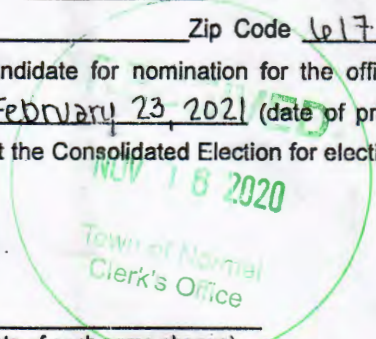 Zip Code 617
ndidate for nomination for the offi
February 23, 2021 (date of pr
t the Consolidated Election for electi
NOV 16 2020
Town of Normal
Clerk's Office